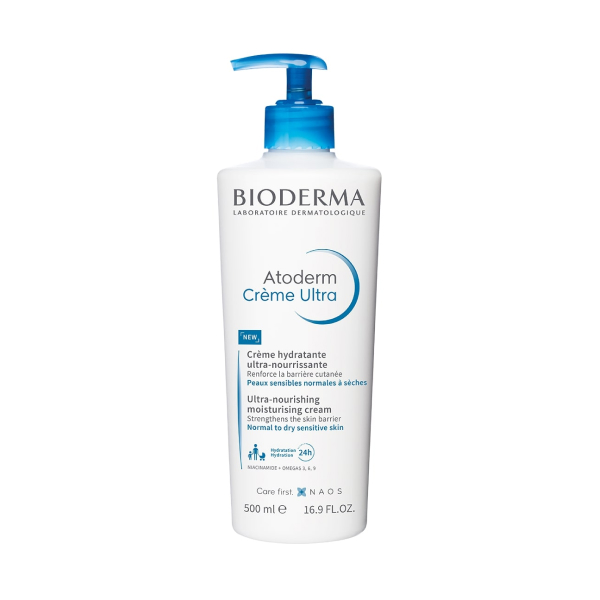 BIODERMA
LABORATOIRE DERMATOLOGIQUE
Atoderm
Crème Ultra
NEW
Crème hydratante
ultra-nourrissante
Renforce la barrière cutanée
Peaux sensibles normales à sèches
Ultra-nourishing
moisturising cream
Strengthens the skin barrier
Normal to dry sensitive skin
Hydratation
Hydration
24h
NIACINAMIDE + OMEGAS 3, 6, 9
Care first. NAOS
500 ml e 16.9 FL.OZ.